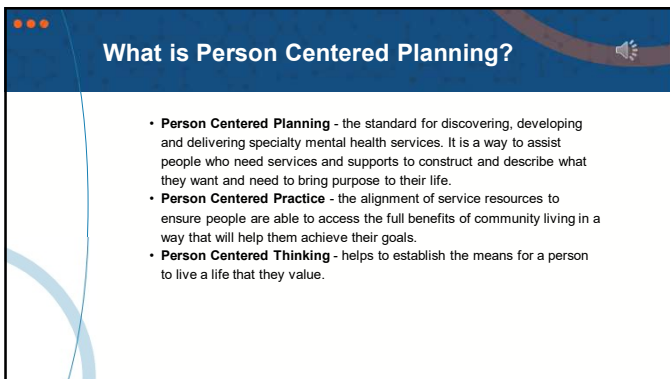 What is Person Centered Planning?
• Person Centered Planning - the standard for discovering, developing
and delivering specialty mental health services. It is a way to assist
people who need services and supports to construct and describe what
they want and need to bring purpose to their life.
• Person Centered Practice - the alignment of service resources to
ensure people are able to access the full benefits of community living in a
way that will help them achieve their goals.
• Person Centered Thinking - helps to establish the means for a person
to live a life that they value.